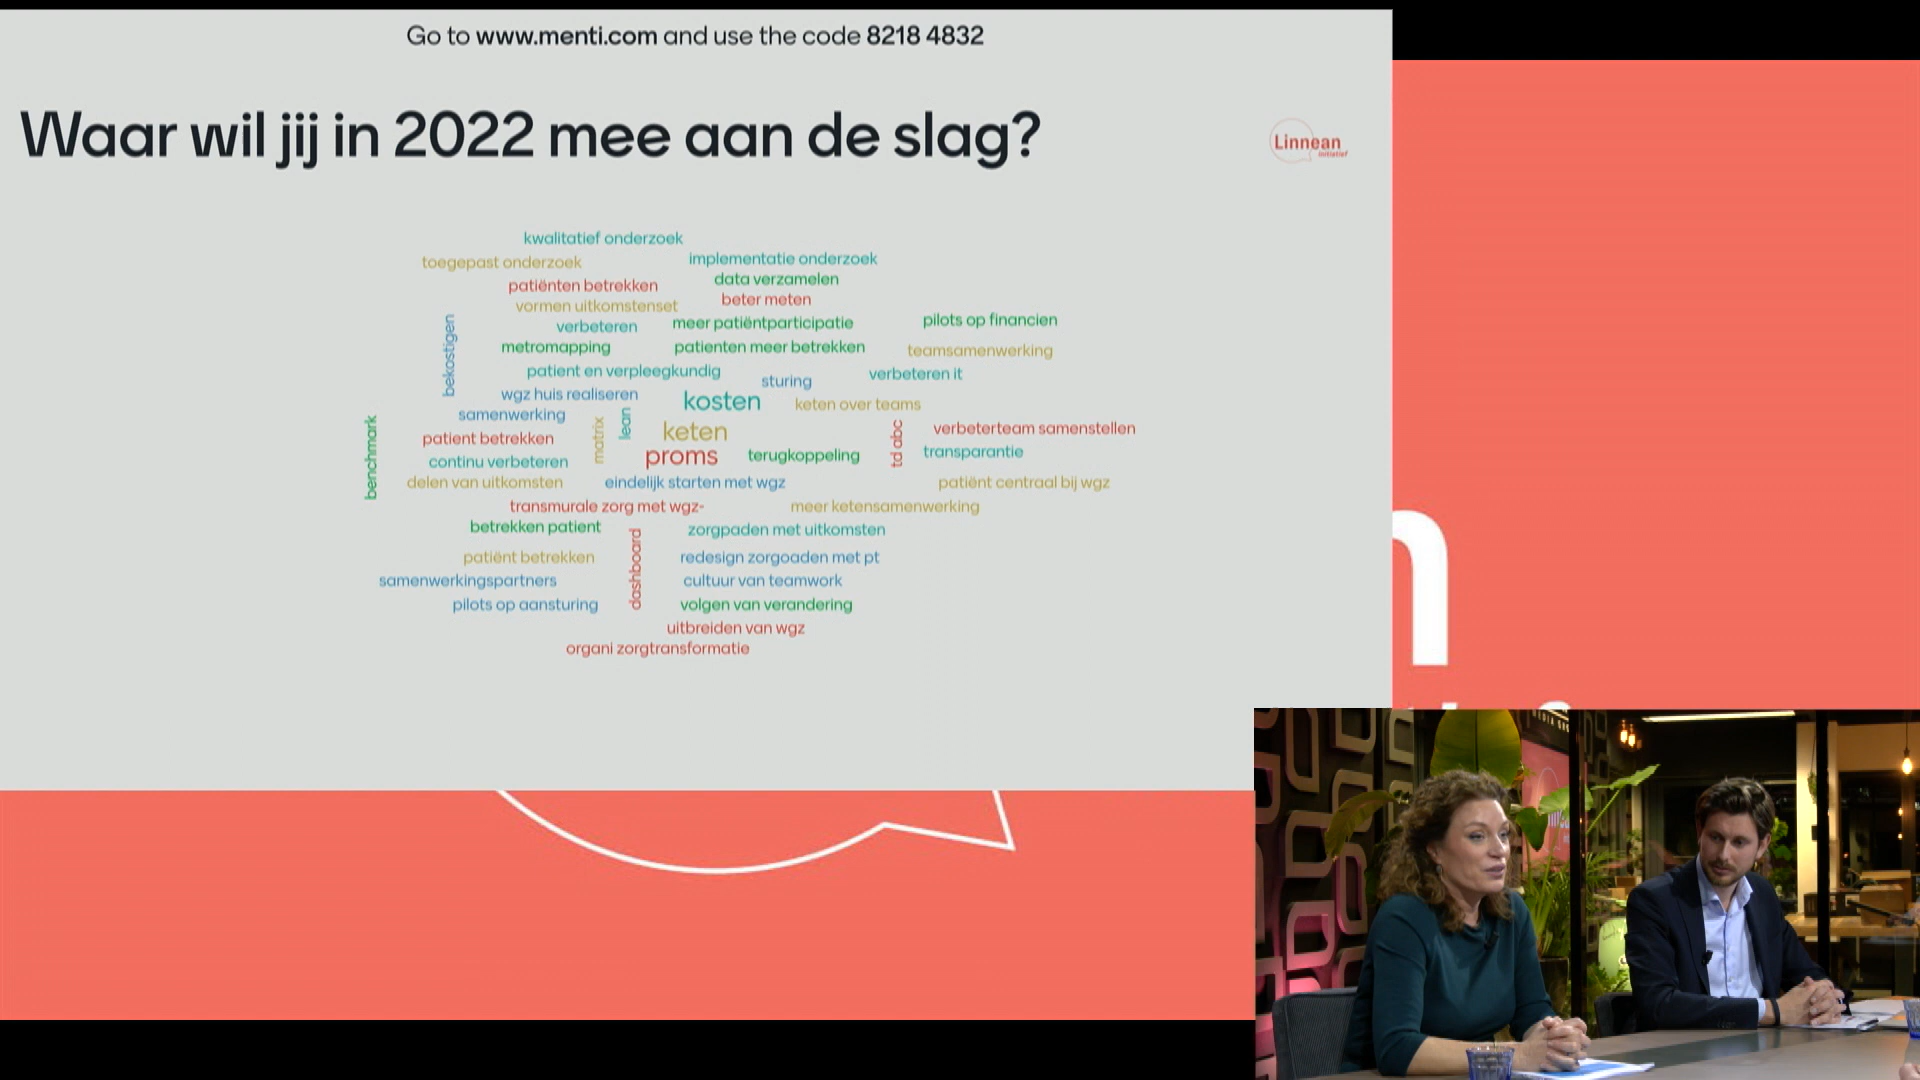 Go to www.menti.com and use the code 8218 4832
Waar wil jij in 2022 mee aan de slag?
Linnean
initiatief
kwalitatief onderzoek
toegepast onderzoek
implementatie onderzoek
data verzamelen
patiënten betrekken
beter meten
vormen uitkomstenset
verbeteren
meer patiëntparticipatie
pilots op financien
bekostigen
metromapping
patienten meer betrekken
teamsamenwerking
patient en verpleegkundig
sturing
verbeteren it
wgz huis realiseren
kosten
keten over teams
samenwerking
lean
matrix
keten
td abc
verbeterteam samenstellen
benchmark
patient betrekken
proms
terugkoppeling
transparantie
continu verbeteren
delen van uitkomsten
eindelijk starten met wgz
patiënt centraal bij wgz
transmurale zorg met wgz-
meer ketensamenwerking
betrekken patient
zorgpaden met uitkomsten
dashboard
patiënt betrekken
redesign zorgoaden met pt
samenwerkingspartners
cultuur van teamwork
pilots op aansturing
volgen van verandering
uitbreiden van wgz
organi zorgtransformatie
n